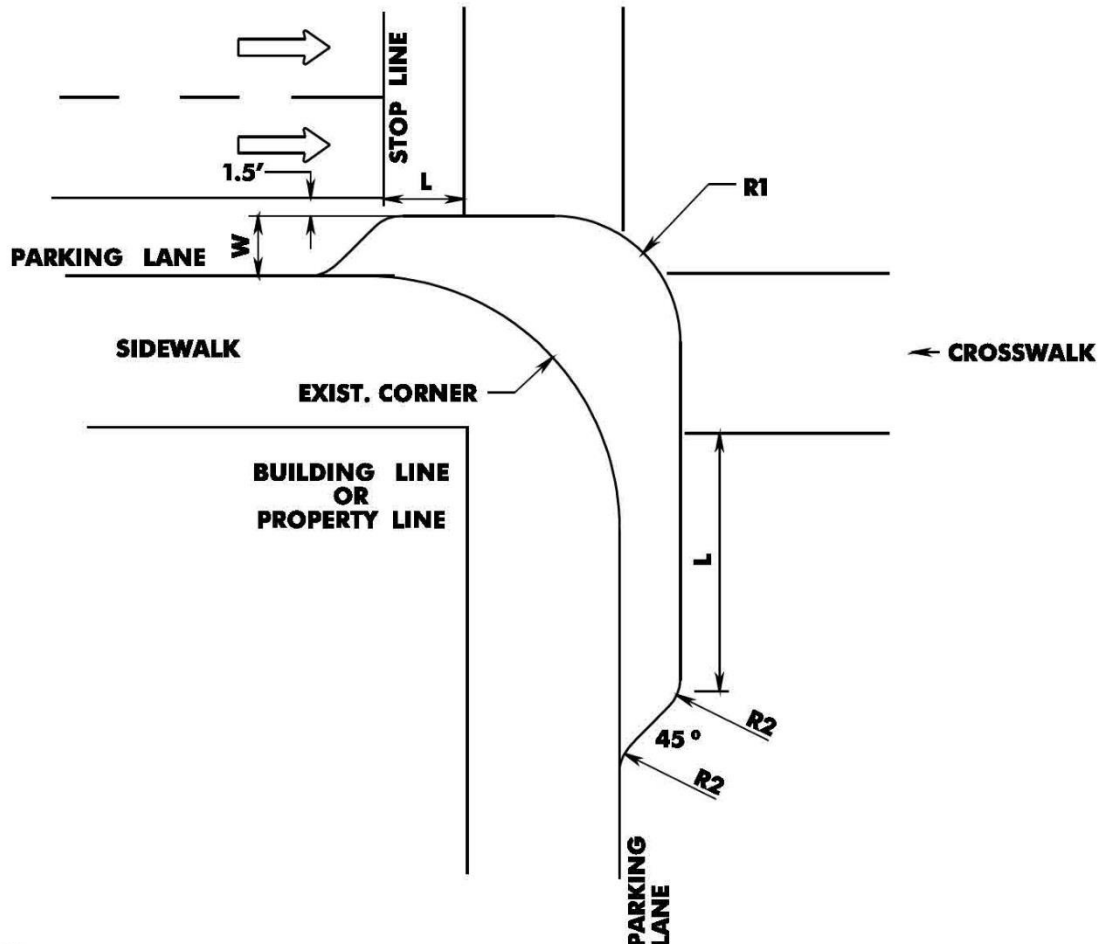 STOP LINE
1.5'
L
R1
W
PARKING LANE
SIDEWALK
CROSSWALK
EXIST. CORNER
BUILDING LINE
OR
PROPERTY LINE
L
R2
45°
R2
PARKING
LANE